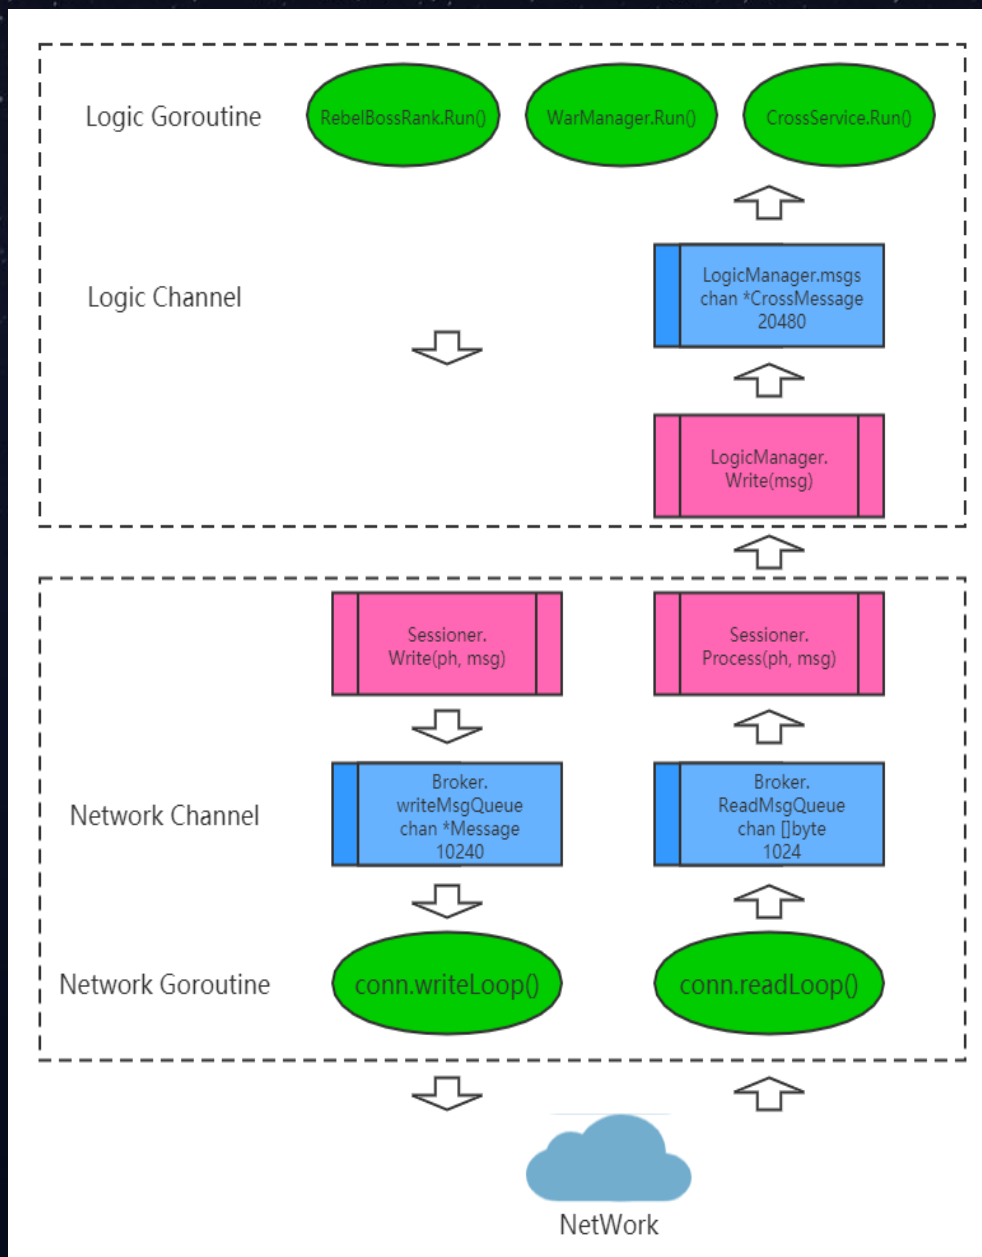 Logic Goroutine
RebelBossRank.Run()
WarManager.Run()
CrossService.Run()
Logic Channel
LogicManager.msgs
chan *CrossMessage
20480
LogicManager.
Write(msg)
Sessioner.
Write(ph, msg)
Sessioner.
Process(ph, msg)
Network Channel
Broker.
writeMsgQueue
chan *Message
10240
Broker.
ReadMsgQueue
chan []byte
1024
Network Goroutine
conn.writeLoop()
conn.readLoop()
NetWork